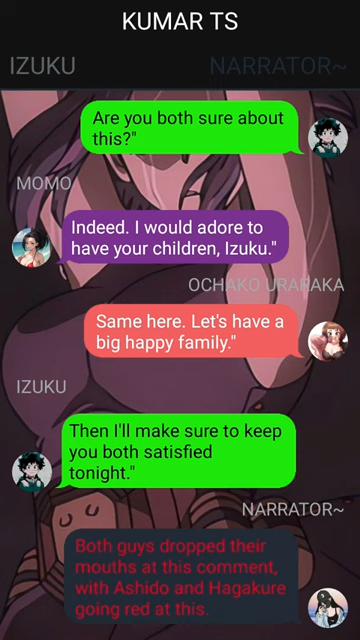 KUMAR TS
IZUKU
NARRATOR~
Are you both sure about
this?"
MOMO
Indeed. I would adore to
have your children, Izuku."
OCHAKO URARAKA
Same here. Let's have a
big happy family."
IZUKU
Then I'll make sure to keep
you both satisfied
tonight."
NARRATOR~
Both guys dropped their
mouths at this comment,
with Ashido and Hagakure
going red at this.